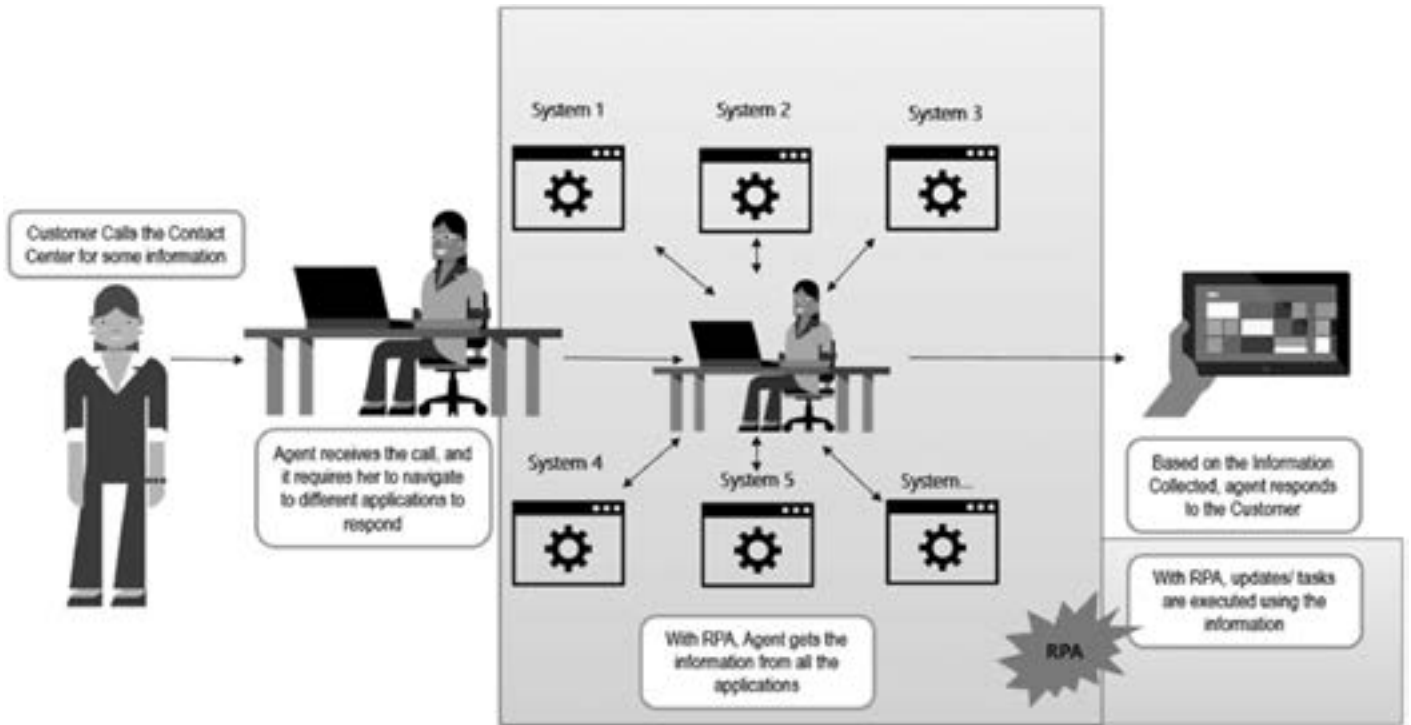 System 1
System 2
System 3
Customer Calls the Contact
Center for some information
Agent receives the call, and
it requires her to navigate
to different applications to
respond
System 4
System 5
System...
Based on the Information
Collected, agent responds
to the Customer
With RPA, Agent gets the
information from all the
applications
RPA
With RPA, updates/ tasks
are executed using the
information